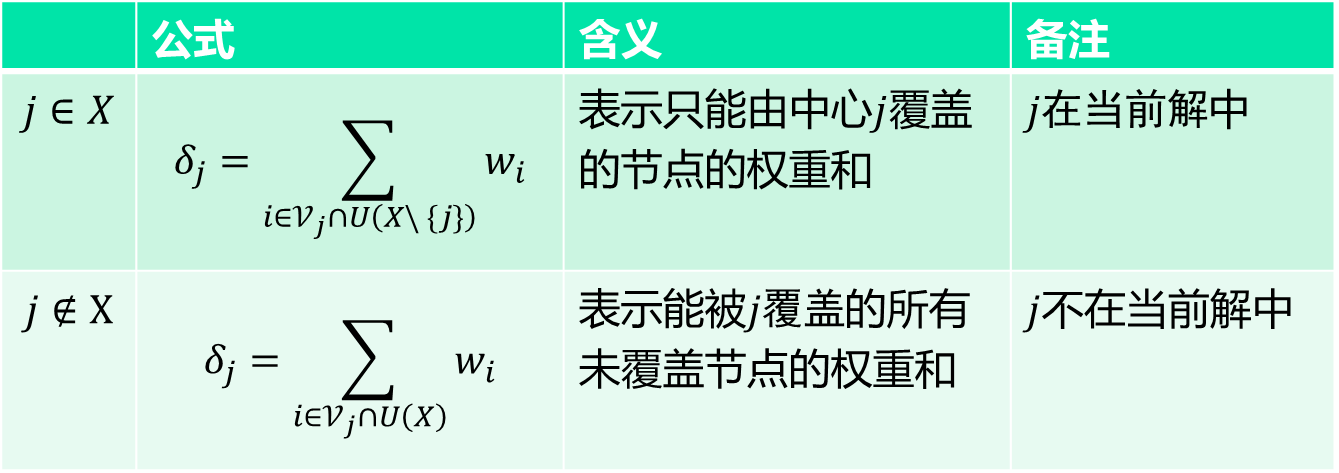 公式 含义 备注
j ∈ X
δ_j = ∑_{i∈𝒱_j∩U(X\ {j})} w_i
表示只能由中心j覆盖
的节点的权重和
j在当前解中
j ∉ X
δ_j = ∑_{i∈𝒱_j∩U(X)} w_i
表示能被j覆盖的所有
未覆盖节点的权重和
j不在当前解中